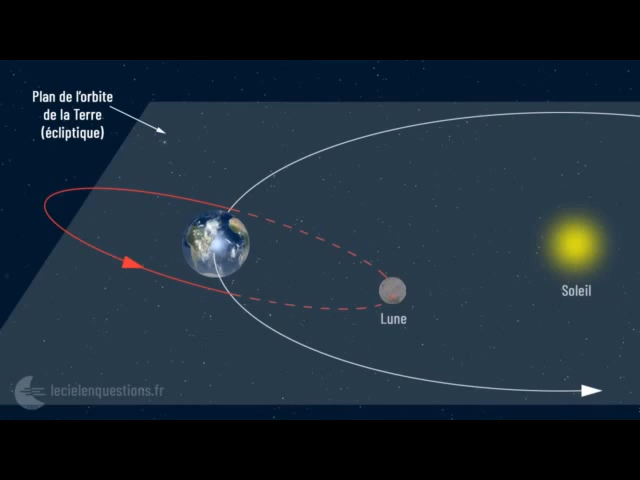 Plan de l'orbite
de la Terre
(écliptique)
Soleil
Lune
lecielenquestions.fr